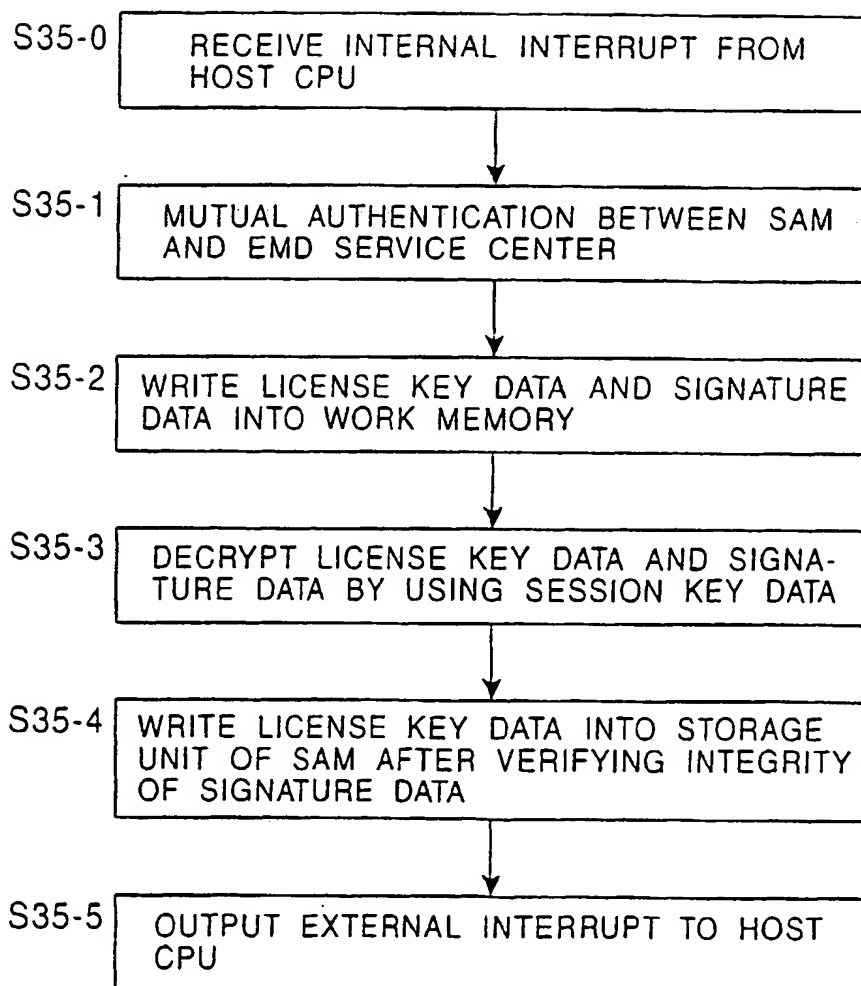 S35-0
RECEIVE INTERNAL INTERRUPT FROM
HOST CPU
S35-1
MUTUAL AUTHENTICATION BETWEEN SAM
AND EMD SERVICE CENTER
S35-2
WRITE LICENSE KEY DATA AND SIGNATURE
DATA INTO WORK MEMORY
S35-3
DECRYPT LICENSE KEY DATA AND SIGNA-
TURE DATA BY USING SESSION KEY DATA
S35-4
WRITE LICENSE KEY DATA INTO STORAGE
UNIT OF SAM AFTER VERIFYING INTEGRITY
OF SIGNATURE DATA
S35-5
OUTPUT EXTERNAL INTERRUPT TO HOST
CPU